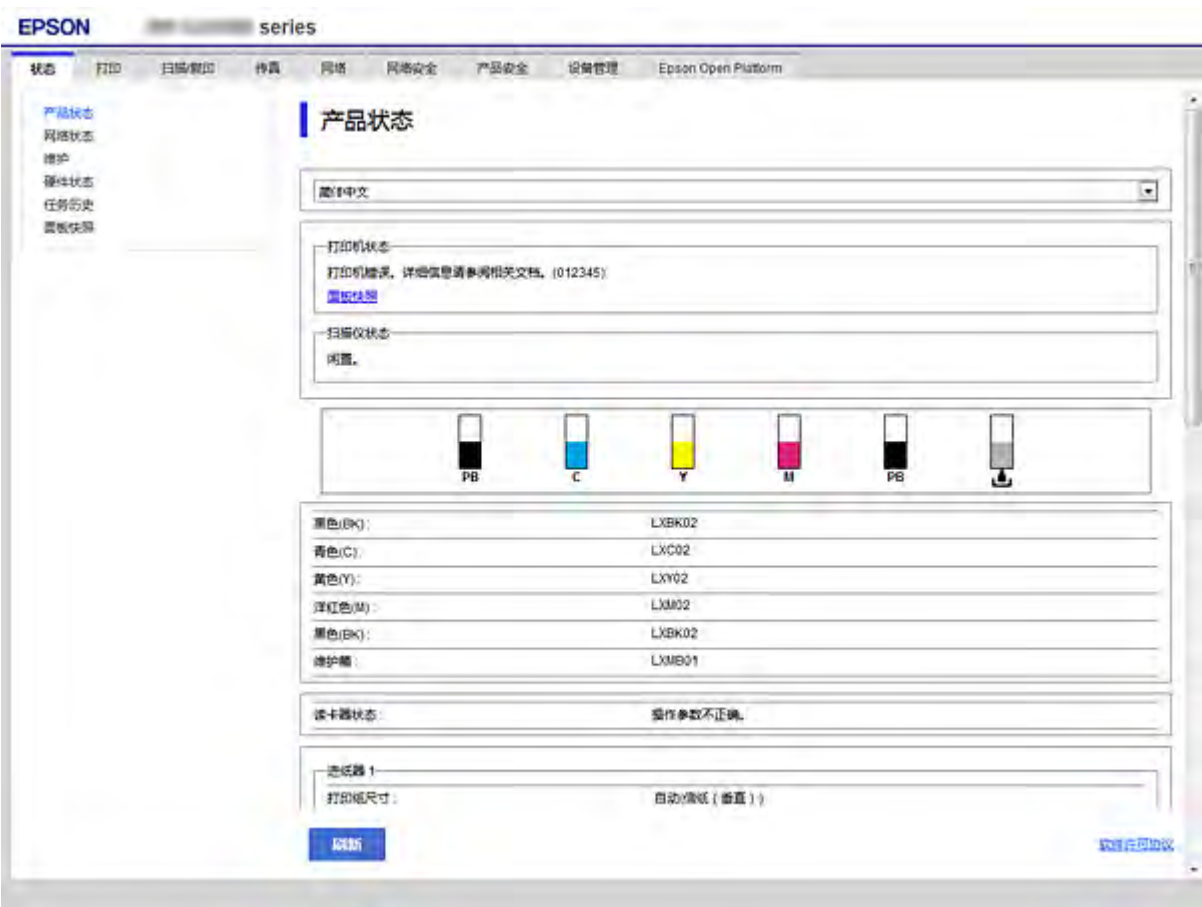 EPSON series
状态 打印 扫描/复印 传真 网络 网络安全 产品安全 设备管理 Epson Open Platform
产品状态
网络状态
维护
硬件状态
任务历史
面板快照
产品状态
简体中文
打印机状态
打印机错误。详细信息请参阅相关文档。(012345)
面板快照
扫描仪状态
闲置。
PB C Y M PB
黑色(BK): LXBK02
青色(C): LXC02
黄色(Y): LXY02
洋红色(M): LXM02
黑色(BK): LXBK02
维护箱: LXMB01
读卡器状态: 操作参数不正确。
进纸器 1
打印纸尺寸: 自动(信纸 ( 垂直 ) )
刷新
软件许可协议